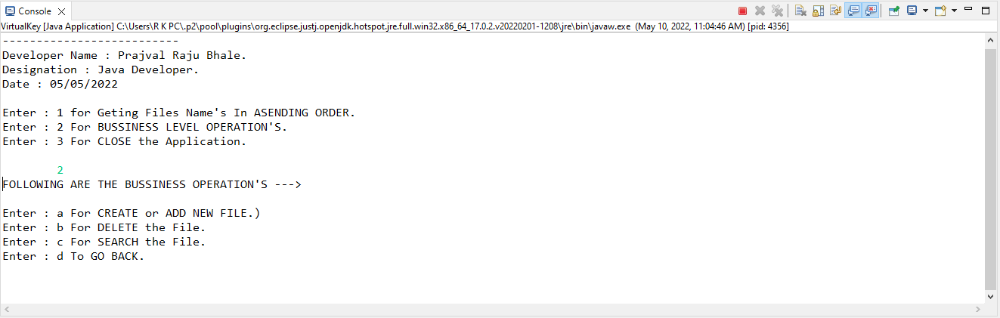 Console
VirtualKey [Java Application] C:\Users\R K PC\.p2\pool\plugins\org.eclipse.justj.openjdk.hotspot.jre.full.win32.x86_64_17.0.2.v20220201-1208\jre\bin\javaw.exe (May 10, 2022, 11:04:46 AM) [pid: 4356]
--------------------------
Developer Name : Prajval Raju Bhale.
Designation : Java Developer.
Date : 05/05/2022
Enter : 1 for Geting Files Name's In ASENDING ORDER.
Enter : 2 For BUSSINESS LEVEL OPERATION'S.
Enter : 3 For CLOSE the Application.
2
FOLLOWING ARE THE BUSSINESS OPERATION'S --->
Enter : a For CREATE or ADD NEW FILE.)
Enter : b For DELETE the File.
Enter : c For SEARCH the File.
Enter : d To GO BACK.